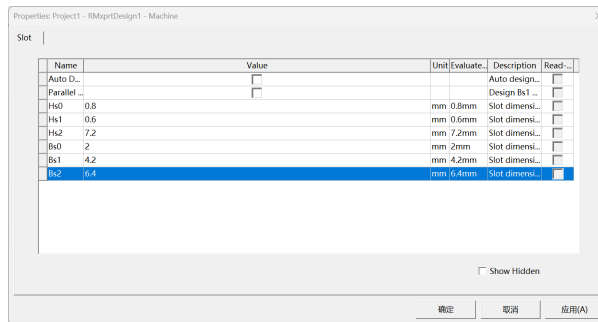 Properties: Project1 - RMxprtDesign1 - Machine
Slot
Name Value Unit Evaluate... Description Read-...
Auto D... Auto design...
Parallel ... Design Bs1 ...
Hs0 0.8 mm 0.8mm Slot dimensi...
Hs1 0.6 mm 0.6mm Slot dimensi...
Hs2 7.2 mm 7.2mm Slot dimensi...
Bs0 2 mm 2mm Slot dimensi...
Bs1 4.2 mm 4.2mm Slot dimensi...
Bs2 6.4 mm 6.4mm Slot dimensi...
Show Hidden
确定 取消 应用(A)